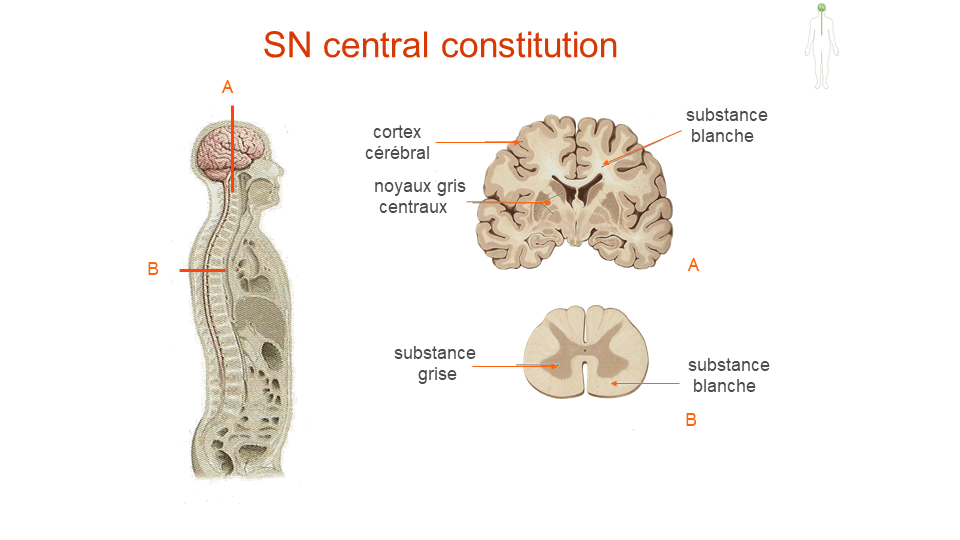 SN central constitution
A
B
cortex
cérébral
noyaux gris
centraux
substance
blanche
A
substance
grise
substance
blanche
B